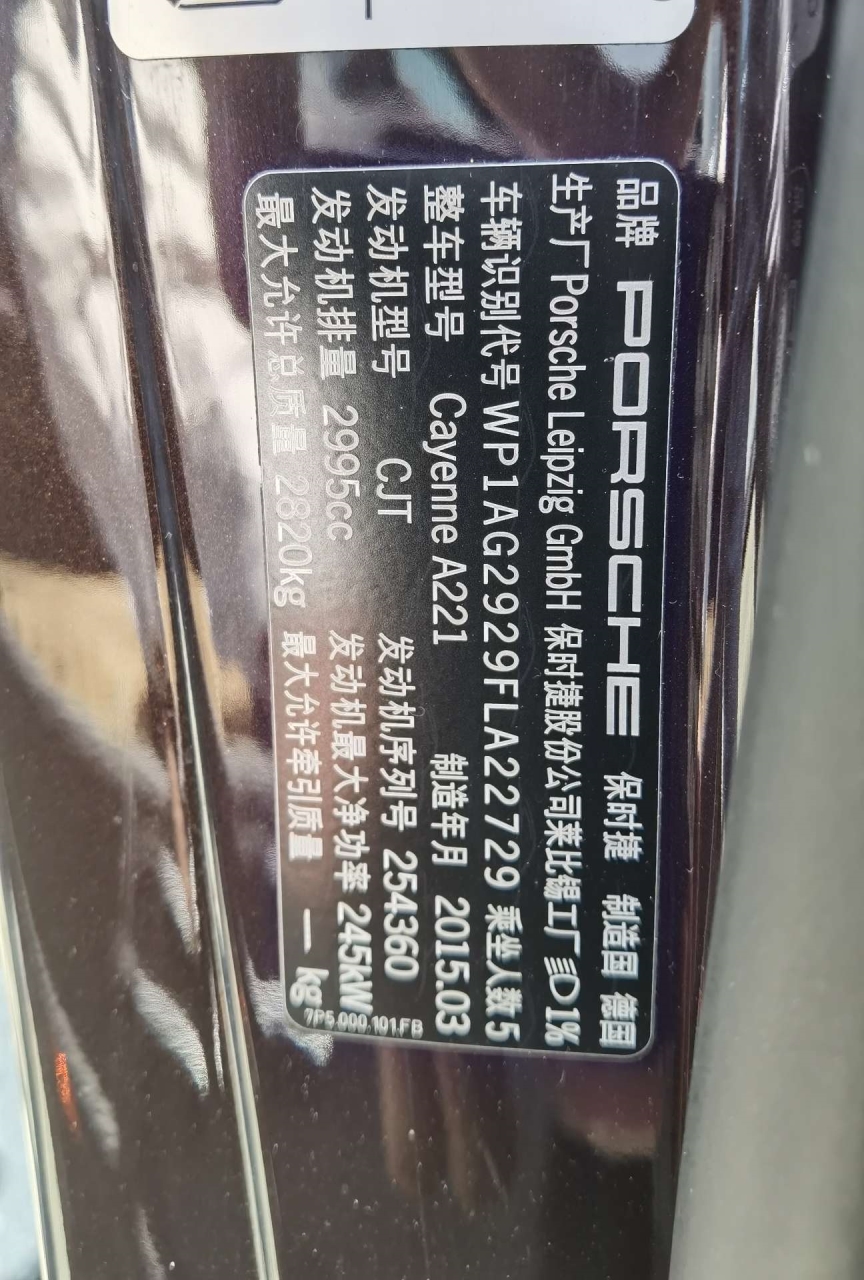 品牌 PORSCHE 保时捷 制造国 德国
生产厂 Porsche Leipzig GmbH 保时捷股份公司莱比锡工厂 1%
车辆识别代号 WP1AG2929FLA22729 乘坐人数 5
整车型号 Cayenne A221 制造年月 2015.03
发动机型号 CJT 发动机序列号 254360
发动机排量 2995cc 发动机最大净功率 245kW
最大允许总质量 2820kg 最大允许牵引质量 — kg
7P5.000.101.FB